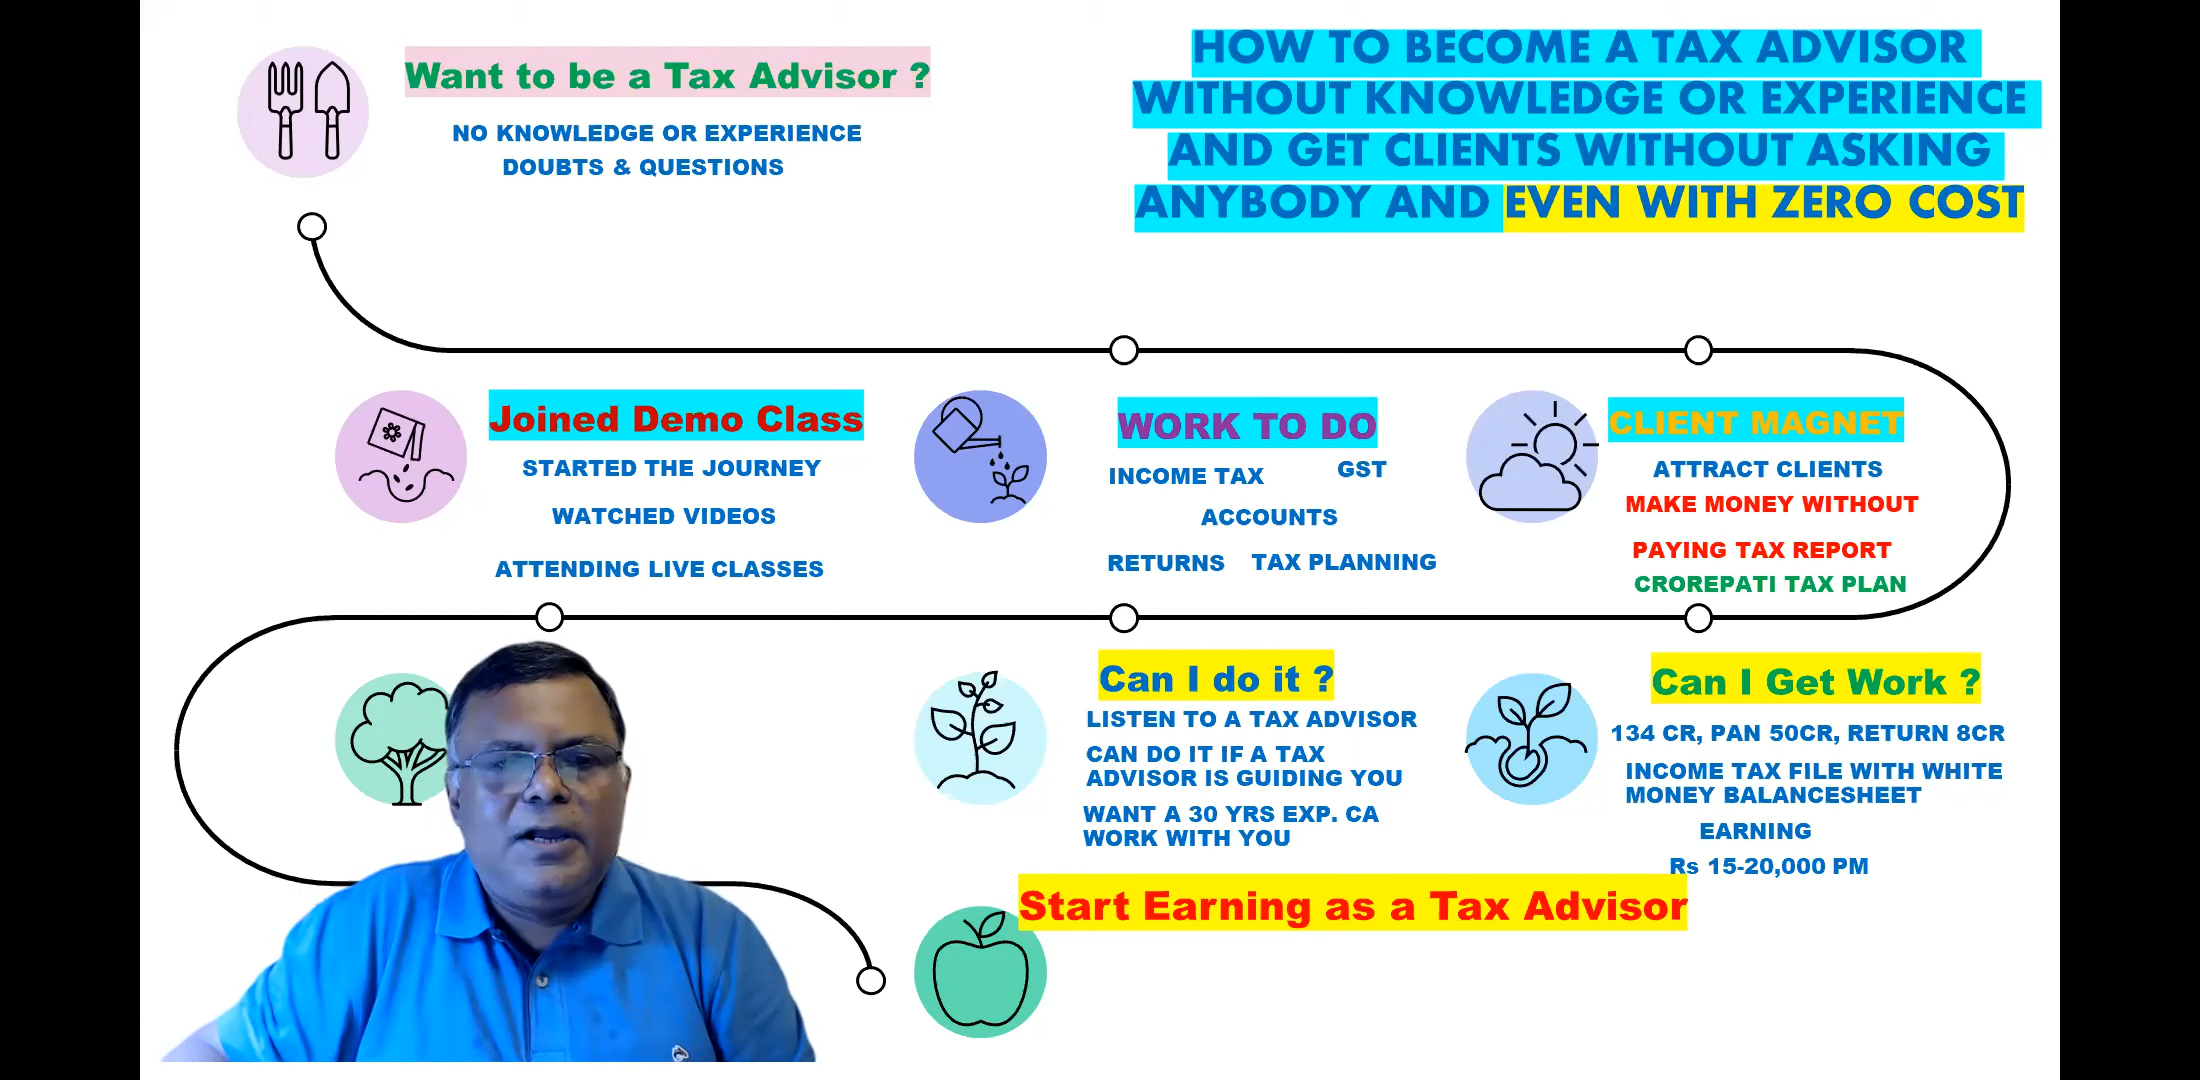 Want to be a Tax Advisor ?
NO KNOWLEDGE OR EXPERIENCE
DOUBTS & QUESTIONS
HOW TO BECOME A TAX ADVISOR
WITHOUT KNOWLEDGE OR EXPERIENCE
AND GET CLIENTS WITHOUT ASKING
ANYBODY AND EVEN WITH ZERO COST
Joined Demo Class
STARTED THE JOURNEY
WATCHED VIDEOS
ATTENDING LIVE CLASSES
WORK TO DO
INCOME TAX GST
ACCOUNTS
RETURNS TAX PLANNING
CLIENT MAGNET
ATTRACT CLIENTS
MAKE MONEY WITHOUT
PAYING TAX REPORT
CROREPATI TAX PLAN
Can I do it ?
LISTEN TO A TAX ADVISOR
CAN DO IT IF A TAX
ADVISOR IS GUIDING YOU
WANT A 30 YRS EXP. CA
WORK WITH YOU
Can I Get Work ?
134 CR, PAN 50CR, RETURN 8CR
INCOME TAX FILE WITH WHITE
MONEY BALANCESHEET
EARNING
Rs 15-20,000 PM
Start Earning as a Tax Advisor